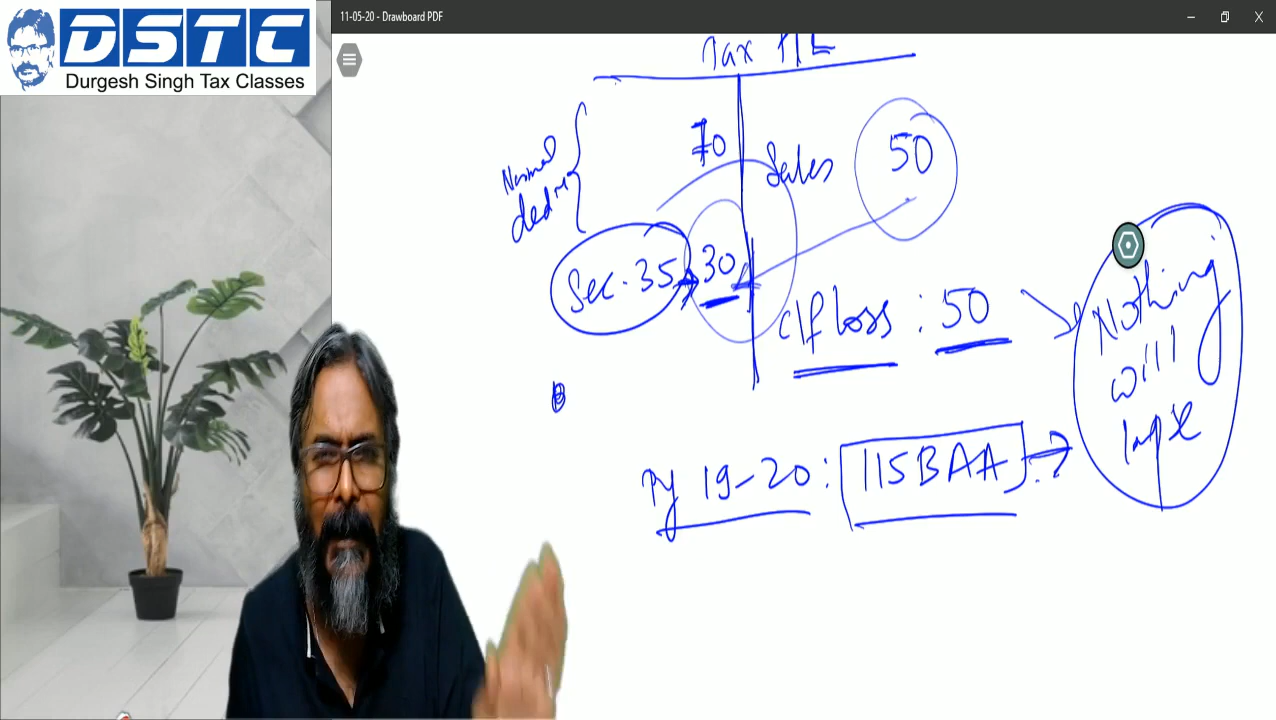 DSTC
Durgesh Singh Tax Classes
11-05-20 - Drawboard PDF
Tax P/L
Normal
dedn
70
Sales 50
Sec. 35 → 30
c/f loss : 50
Nothing
will
lapse
PY 19-20 : 115BAA